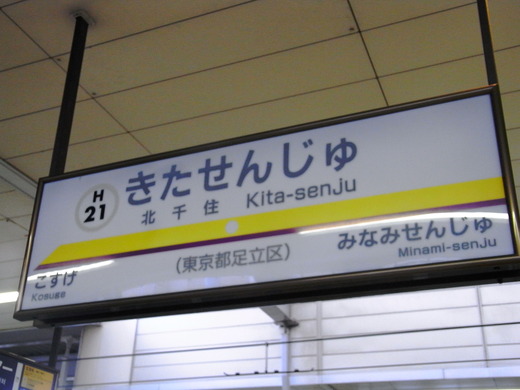 H
21
きたせんじゅ
北千住 Kita-senJu
こすげ
Kosuge
みなみせんじゅ
Minami-senJu
(東京都足立区)